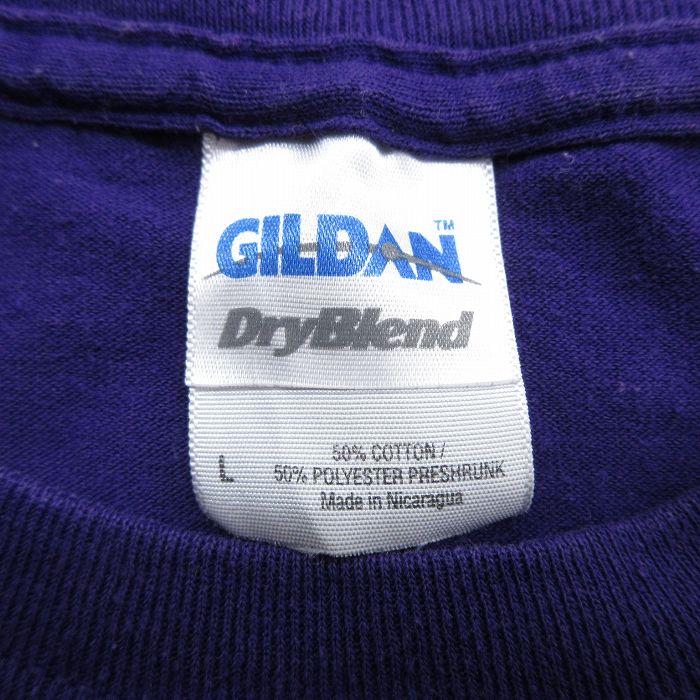 GILDAN™
DryBlend
50% COTTON /
L 50% POLYESTER PRESHRUNK
Made in Nicaragua